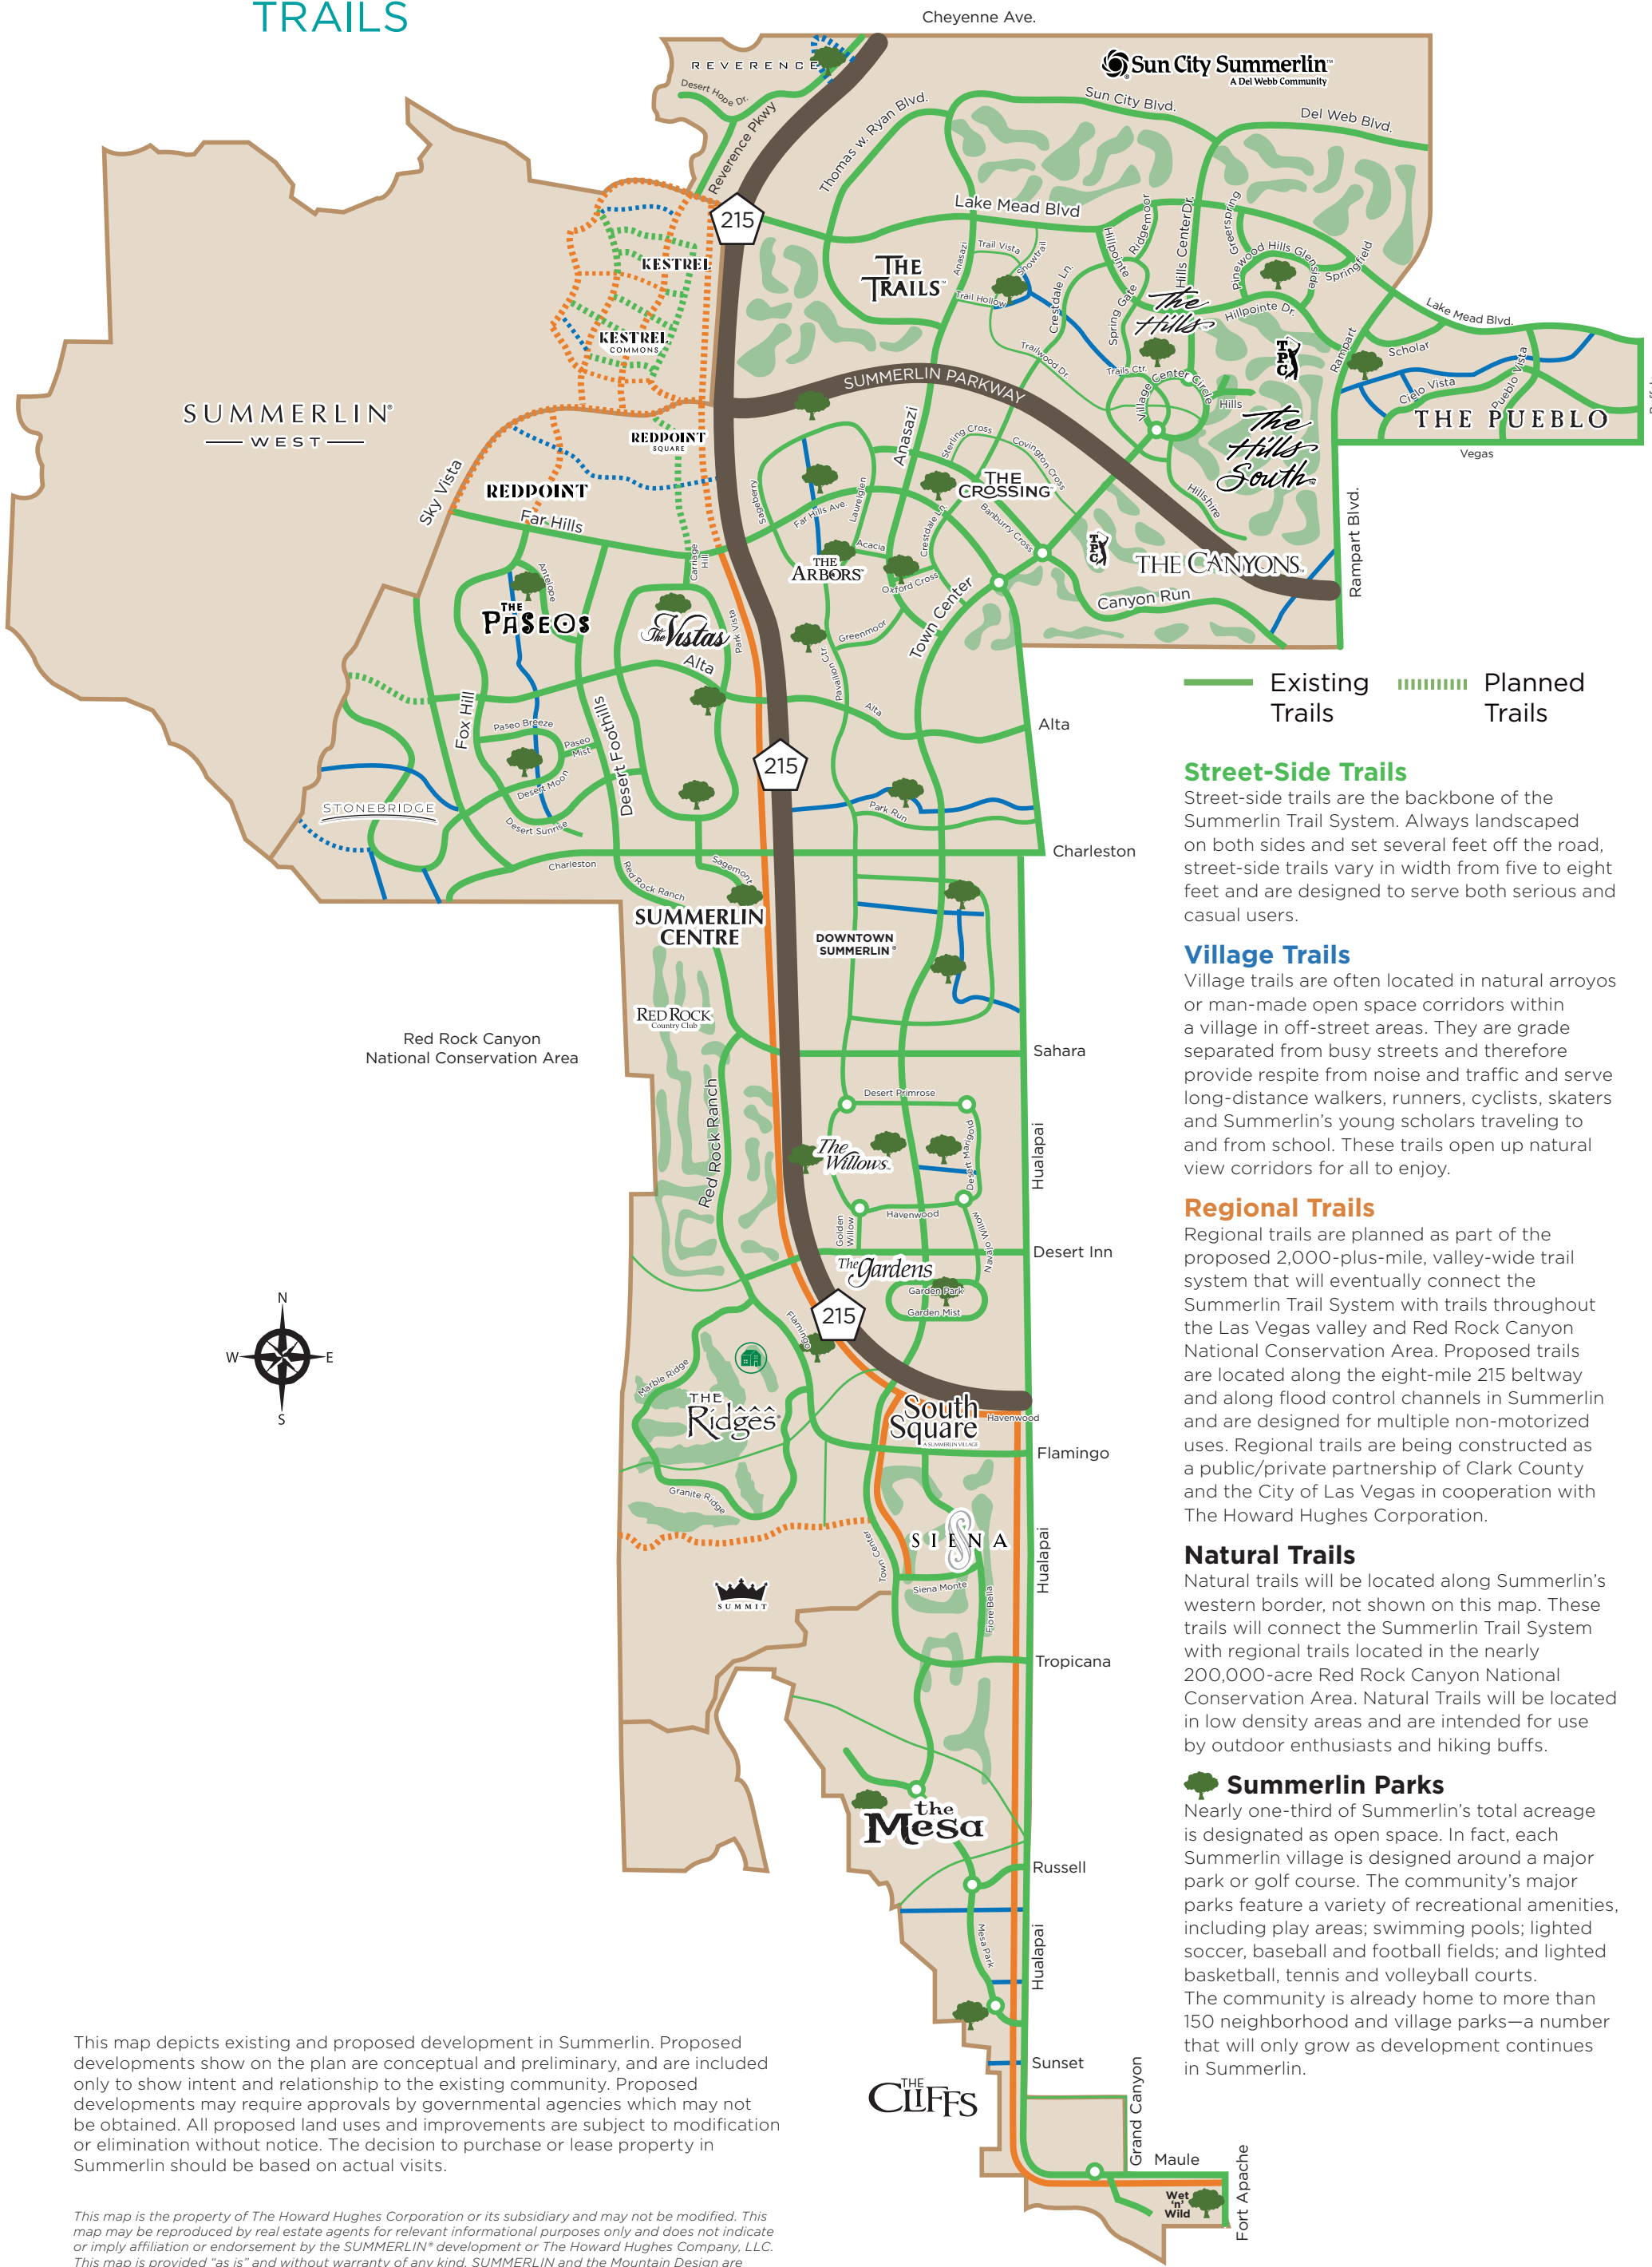 TRAILS
Cheyenne Ave.
REVERENCE
Desert Hope Dr.
Reverence Pkwy
Sun City Summerlin™
A Del Webb Community
Thomas w. Ryan Blvd.
Sun City Blvd.
Del Web Blvd.
Lake Mead Blvd
215
KESTREL
KESTREL
COMMONS
THE
TRAILS™
Anasazi
Trail Vista
Showtrail
Trail Hollow
Crestdale Ln.
Trailwood Dr.
Hillpointe
Ridgemoor
Hills Center Dr.
Greenspring
Pinewood Hills
Glenside
Springfield
Spring Gate
The
Hills
Hillpointe Dr.
Lake Mead Blvd.
Rampart
Scholar
Cielo Vista
Pueblo Vista
THE PUEBLO
Vegas
TPC
Trails Ctr.
Village Center Circle
Hills
The
Hills
South
Hillshire
SUMMERLIN PARKWAY
SUMMERLIN®
WEST
REDPOINT
SQUARE
REDPOINT
Sky Vista
Far Hills
Carriage
Hill
Sageberry
Far Hills Ave.
Laurelglen
Anasazi
Sterling Cross
Covington Cross
THE
CROSSING
Crestdale Ln.
Banburry Cross
Acacia
THE
ARBORS
Oxford Cross
TPC
THE CANYONS
Canyon Run
Rampart Blvd.
Antelope
THE
PASEOS
The Vistas
Park Vista
Greenmoor
Town Center
Pavilion Ctr.
Alta
Alta
Alta
Fox Hill
Paseo Breeze
Paseo
Mist
Desert Moon
Desert Foothills
Desert Sunrise
STONEBRIDGE
215
Park Run
Charleston
Charleston
Red Rock Ranch
Sagemont
SUMMERLIN
CENTRE
DOWNTOWN
SUMMERLIN®
RED ROCK
Country Club
Red Rock Canyon
National Conservation Area
Sahara
Desert Primrose
Red Rock Ranch
The
Willows
Desert Marigold
Hualapai
Golden
Willow
Havenwood
Navajo Willow
Desert Inn
The Gardens
Garden Park
Garden Mist
215
Flamingo
N
W
E
S
Marble Ridge
THE
Ridges
South
Square
A SUMMERLIN VILLAGE
Havenwood
Flamingo
Granite Ridge
SIENA
Town Center
Siena Monte
Fiore Bella
Hualapai
SUMMIT
Tropicana
the
Mesa
Russell
Mesa Park
Hualapai
Sunset
THE
CLIFFS
Grand Canyon
Maule
Wet
'n'
Wild
Fort Apache
Existing
Trails
Planned
Trails
Street-Side Trails
Street-side trails are the backbone of the
Summerlin Trail System. Always landscaped
on both sides and set several feet off the road,
street-side trails vary in width from five to eight
feet and are designed to serve both serious and
casual users.
Village Trails
Village trails are often located in natural arroyos
or man-made open space corridors within
a village in off-street areas. They are grade
separated from busy streets and therefore
provide respite from noise and traffic and serve
long-distance walkers, runners, cyclists, skaters
and Summerlin's young scholars traveling to
and from school. These trails open up natural
view corridors for all to enjoy.
Regional Trails
Regional trails are planned as part of the
proposed 2,000-plus-mile, valley-wide trail
system that will eventually connect the
Summerlin Trail System with trails throughout
the Las Vegas valley and Red Rock Canyon
National Conservation Area. Proposed trails
are located along the eight-mile 215 beltway
and along flood control channels in Summerlin
and are designed for multiple non-motorized
uses. Regional trails are being constructed as
a public/private partnership of Clark County
and the City of Las Vegas in cooperation with
The Howard Hughes Corporation.
Natural Trails
Natural trails will be located along Summerlin's
western border, not shown on this map. These
trails will connect the Summerlin Trail System
with regional trails located in the nearly
200,000-acre Red Rock Canyon National
Conservation Area. Natural Trails will be located
in low density areas and are intended for use
by outdoor enthusiasts and hiking buffs.
Summerlin Parks
Nearly one-third of Summerlin's total acreage
is designated as open space. In fact, each
Summerlin village is designed around a major
park or golf course. The community's major
parks feature a variety of recreational amenities,
including play areas; swimming pools; lighted
soccer, baseball and football fields; and lighted
basketball, tennis and volleyball courts.
The community is already home to more than
150 neighborhood and village parks—a number
that will only grow as development continues
in Summerlin.
This map depicts existing and proposed development in Summerlin. Proposed
developments show on the plan are conceptual and preliminary, and are included
only to show intent and relationship to the existing community. Proposed
developments may require approvals by governmental agencies which may not
be obtained. All proposed land uses and improvements are subject to modification
or elimination without notice. The decision to purchase or lease property in
Summerlin should be based on actual visits.
This map is the property of The Howard Hughes Corporation or its subsidiary and may not be modified. This
map may be reproduced by real estate agents for relevant informational purposes only and does not indicate
or imply affiliation or endorsement by the SUMMERLIN® development or The Howard Hughes Company, LLC.
This map is provided "as is" and without warranty of any kind. SUMMERLIN and the Mountain Design are